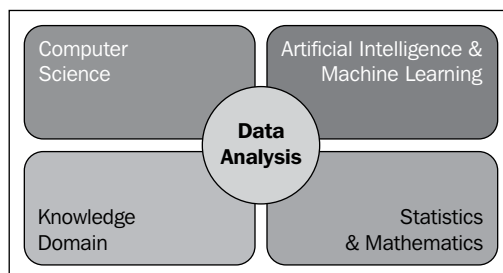 Computer
Science
Artificial Intelligence &
Machine Learning
Data
Analysis
Knowledge
Domain
Statistics
& Mathematics